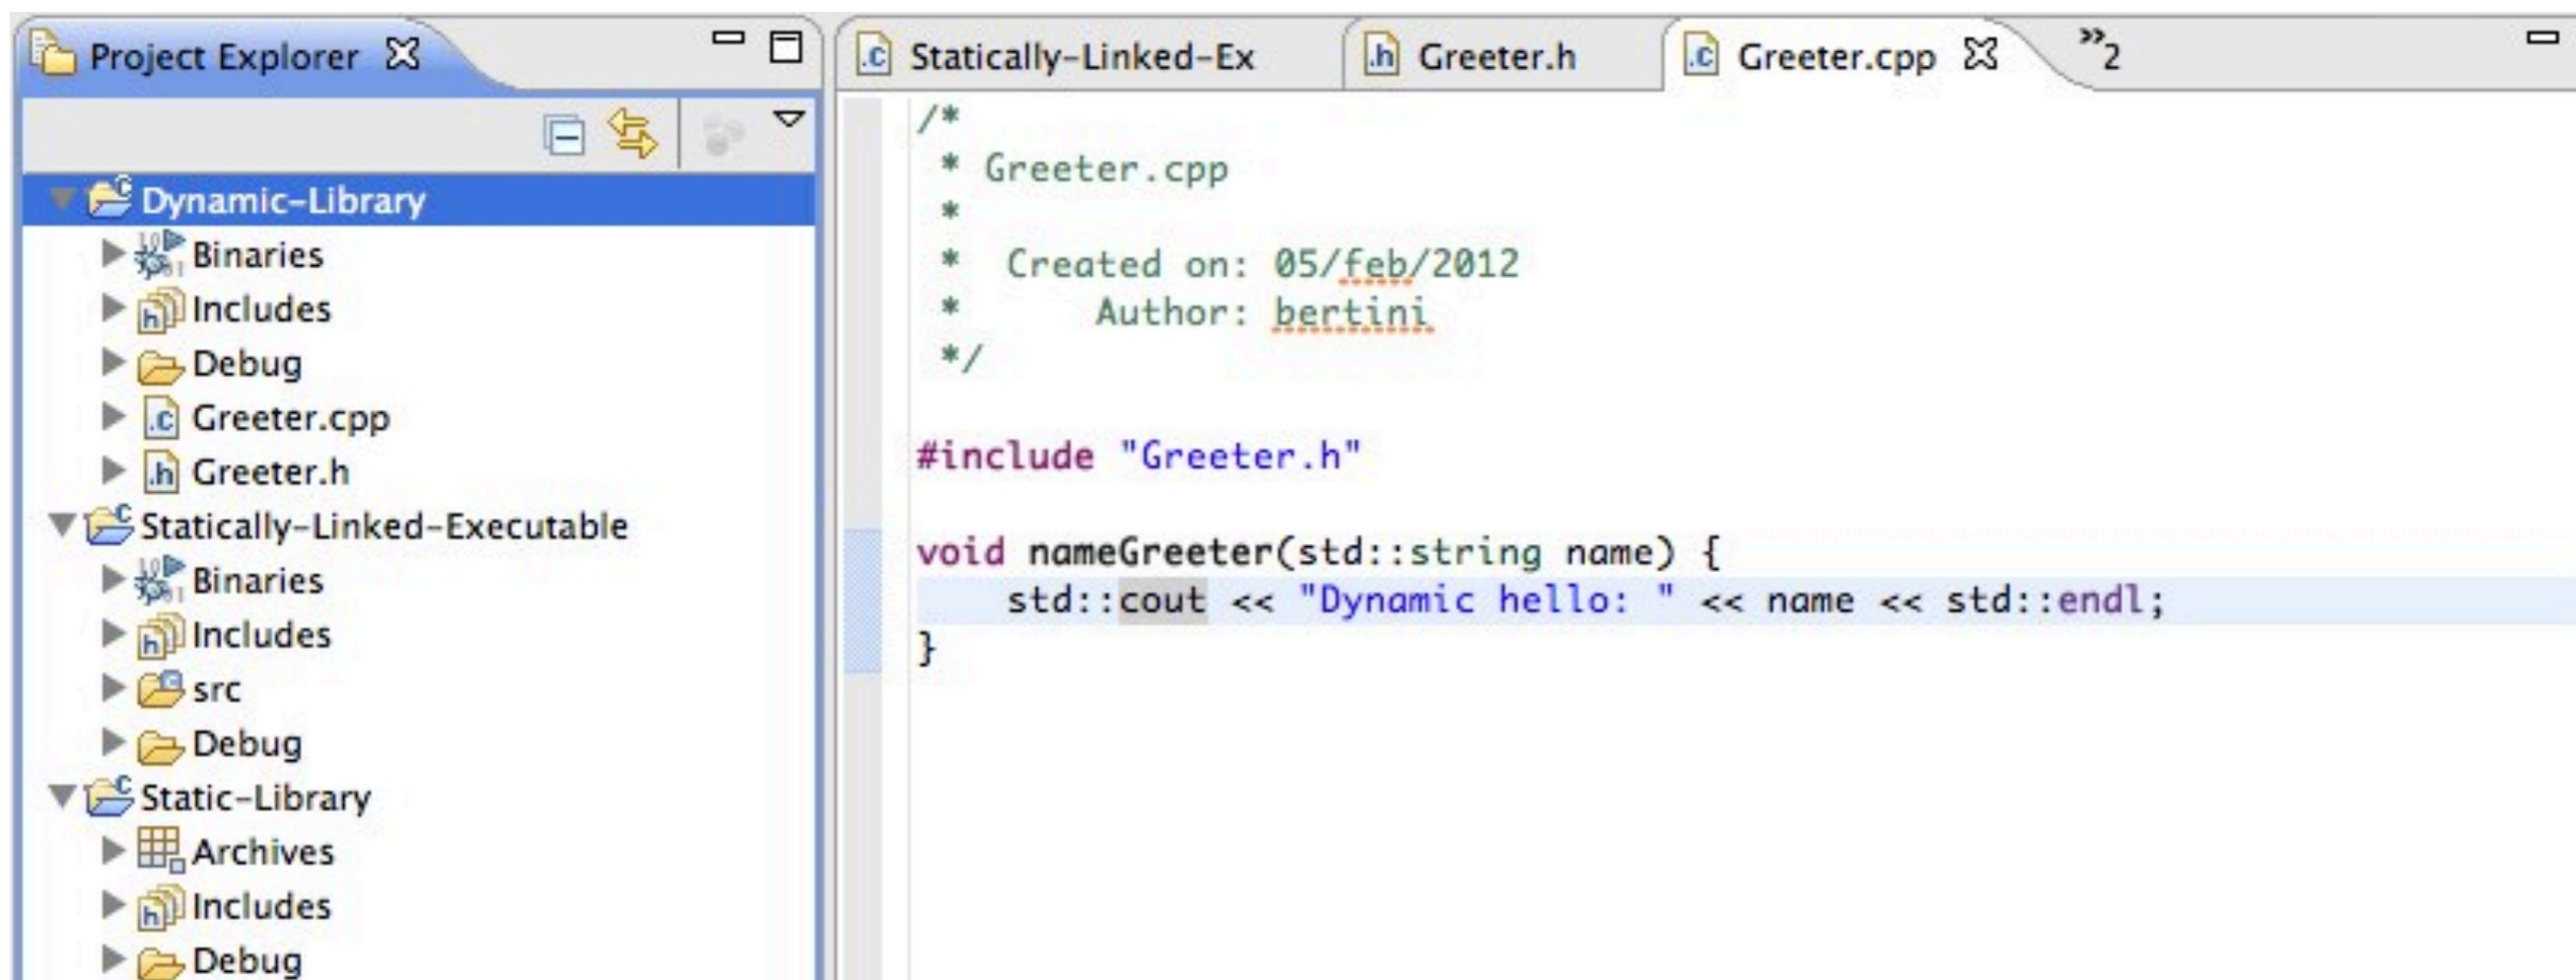 Project Explorer
Dynamic-Library
Binaries
Includes
Debug
Greeter.cpp
Greeter.h
Statically-Linked-Executable
Binaries
Includes
src
Debug
Static-Library
Archives
Includes
Debug
Statically-Linked-Ex Greeter.h Greeter.cpp »2
/*
 * Greeter.cpp
 *
 *  Created on: 05/feb/2012
 *      Author: bertini
 */
#include "Greeter.h"
void nameGreeter(std::string name) {
    std::cout << "Dynamic hello: " << name << std::endl;
}